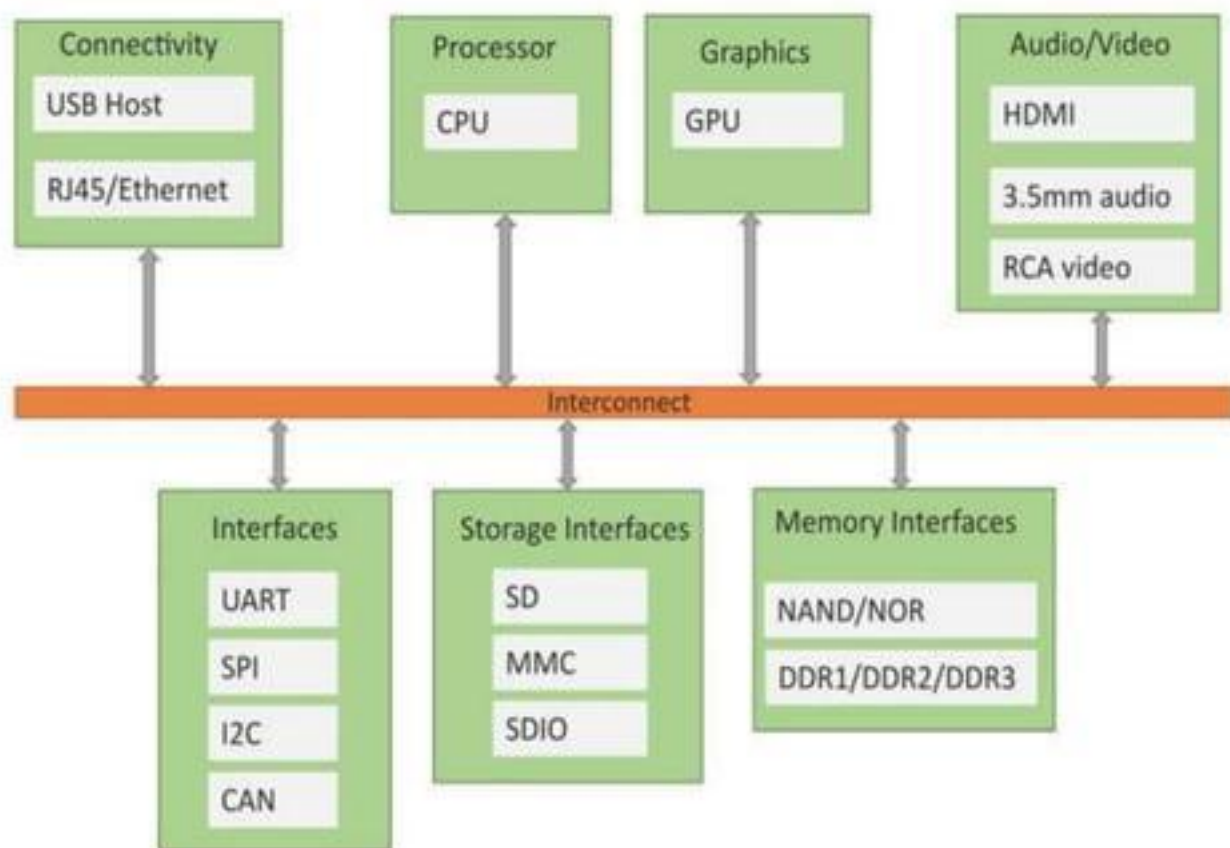 Connectivity
USB Host
RJ45/Ethernet
Processor
CPU
Graphics
GPU
Audio/Video
HDMI
3.5mm audio
RCA video
Interconnect
Interfaces
UART
SPI
I2C
CAN
Storage Interfaces
SD
MMC
SDIO
Memory Interfaces
NAND/NOR
DDR1/DDR2/DDR3